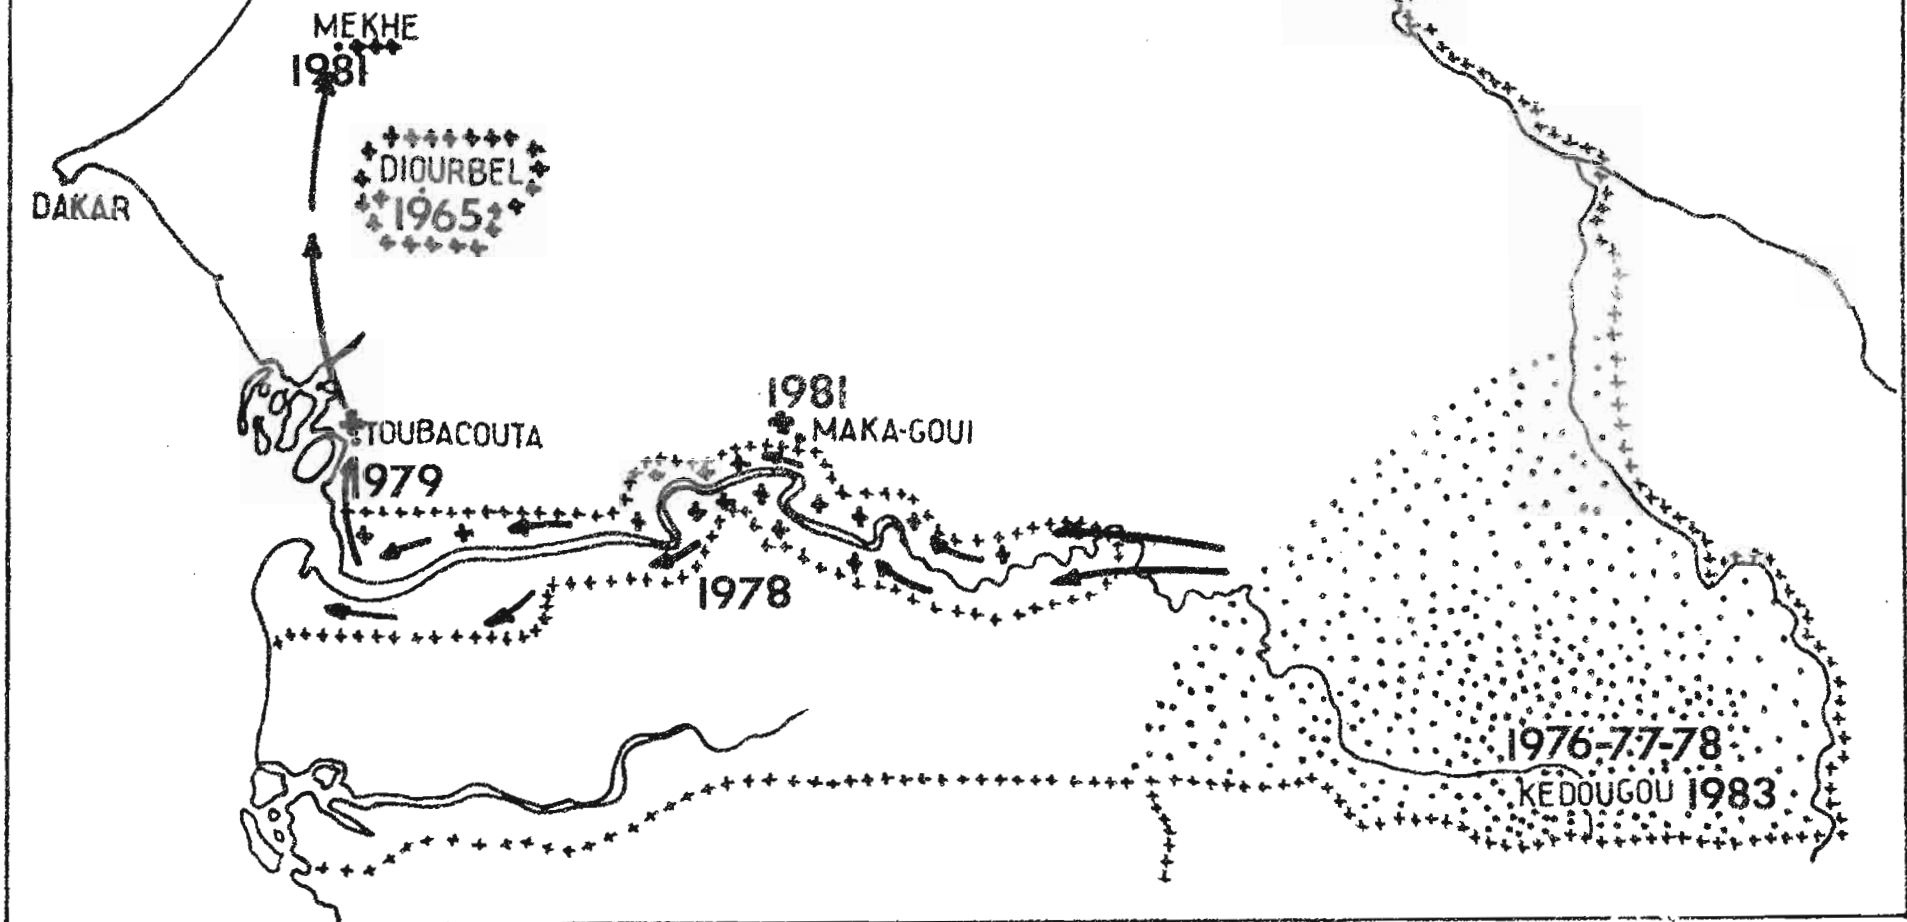 MEKHE
1981
DIOURBEL
1965
DAKAR
1981
MAKA-GOUI
TOUBACOUTA
1979
1978
1976-77-78
KEDOUGOU 1983